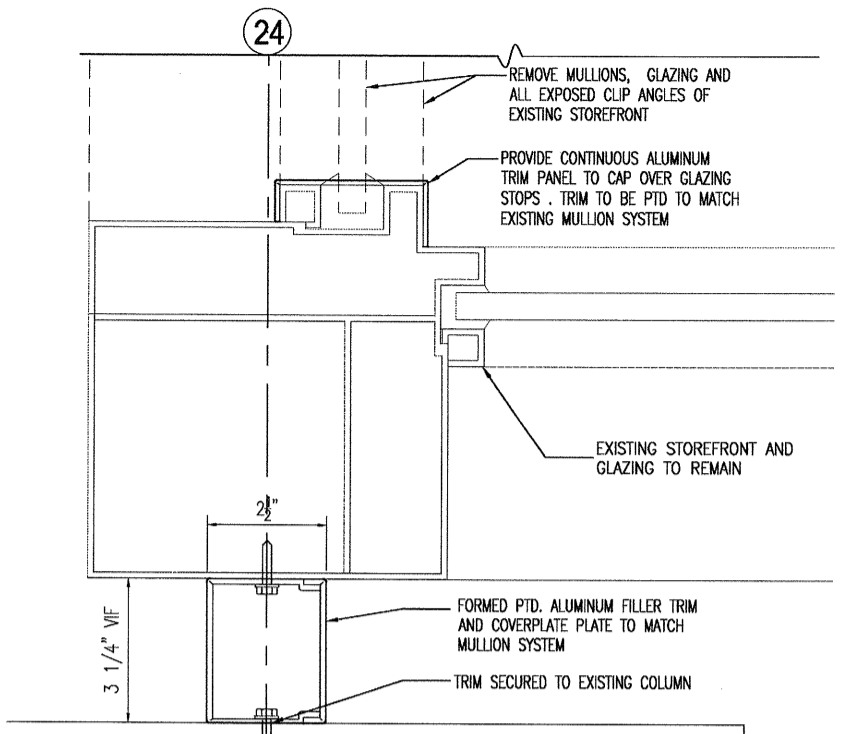 24
REMOVE MULLIONS, GLAZING AND
ALL EXPOSED CLIP ANGLES OF
EXISTING STOREFRONT
PROVIDE CONTINUOUS ALUMINUM
TRIM PANEL TO CAP OVER GLAZING
STOPS . TRIM TO BE PTD TO MATCH
EXISTING MULLION SYSTEM
EXISTING STOREFRONT AND
GLAZING TO REMAIN
2 1/2"
3 1/4" VIF
FORMED PTD. ALUMINUM FILLER TRIM
AND COVERPLATE PLATE TO MATCH
MULLION SYSTEM
TRIM SECURED TO EXISTING COLUMN